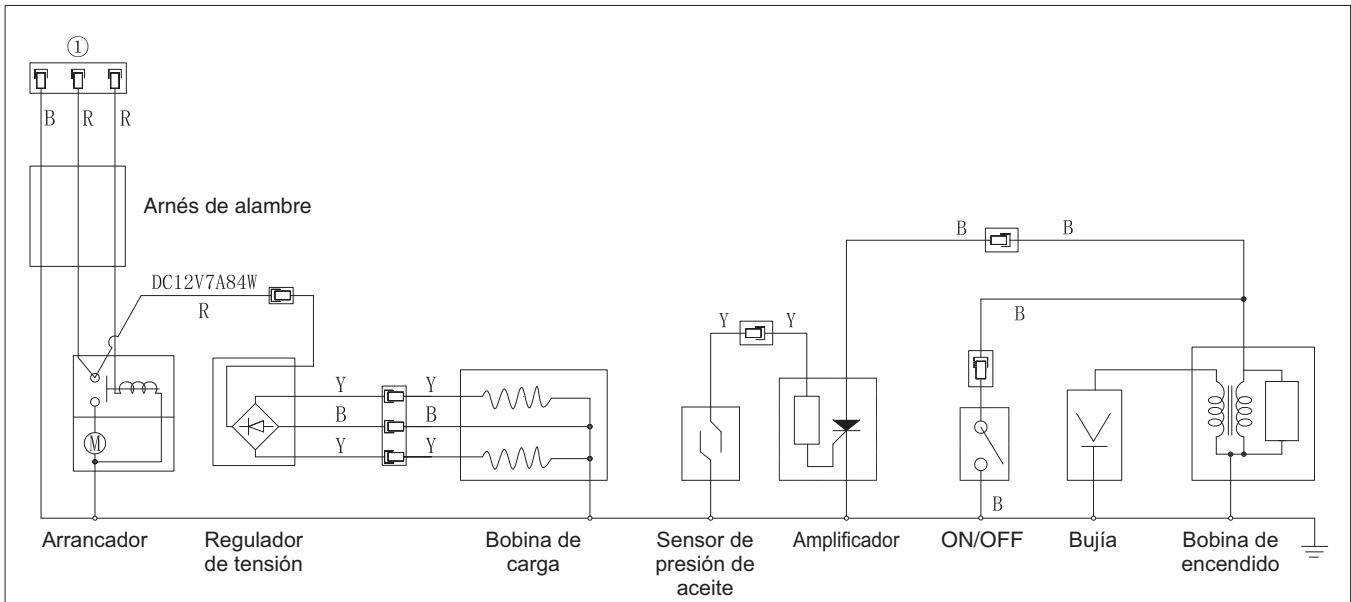 ①
B R R
Arnés de alambre
DC12V7A84W
R
B B
B
Y Y
Y Y
B B
Y Y
M
B
Arrancador
Regulador
de tensión
Bobina de
carga
Sensor de
presión de
aceite
Amplificador
ON/OFF
Bujía
Bobina de
encendido